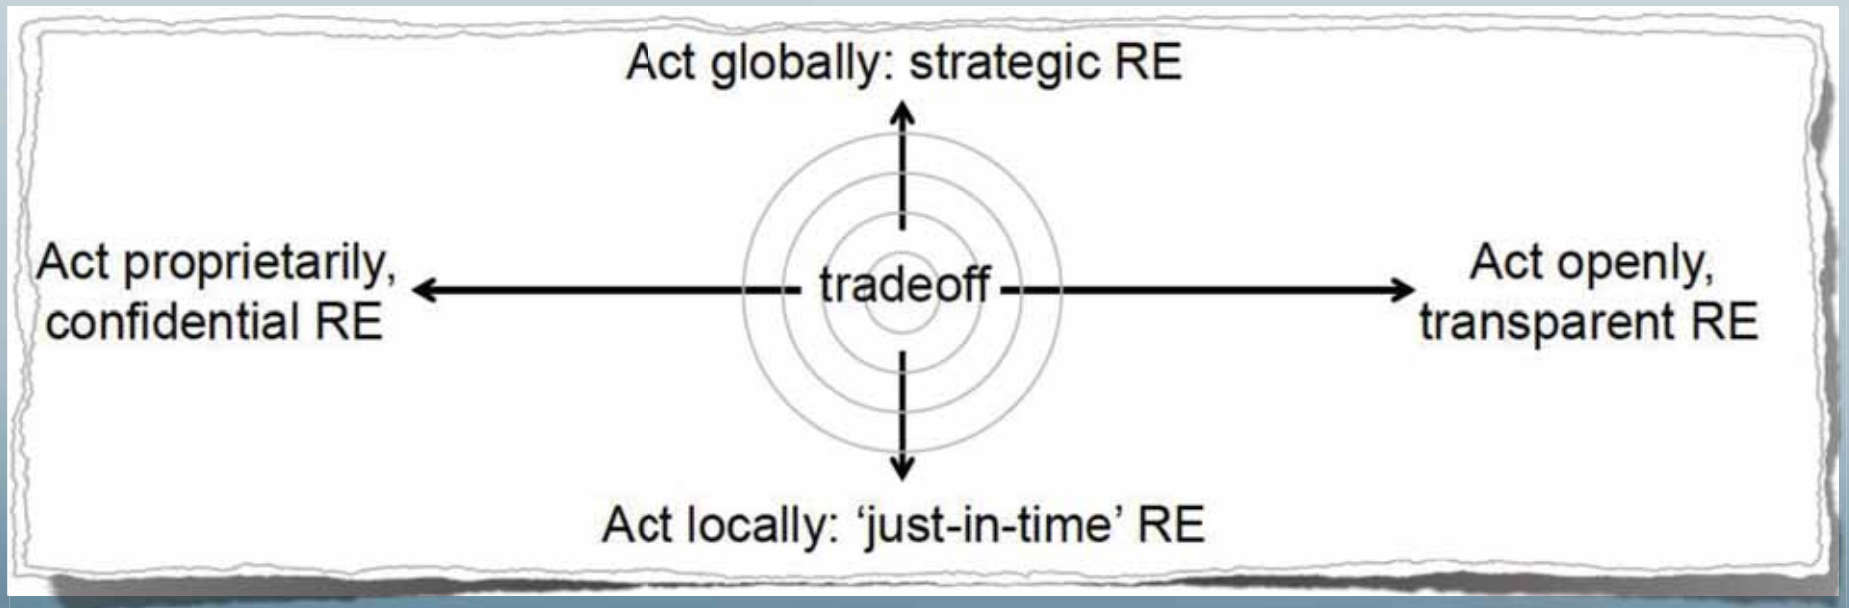 Act globally: strategic RE
Act proprietarily,
confidential RE
tradeoff
Act openly,
transparent RE
Act locally: ‘just-in-time’ RE